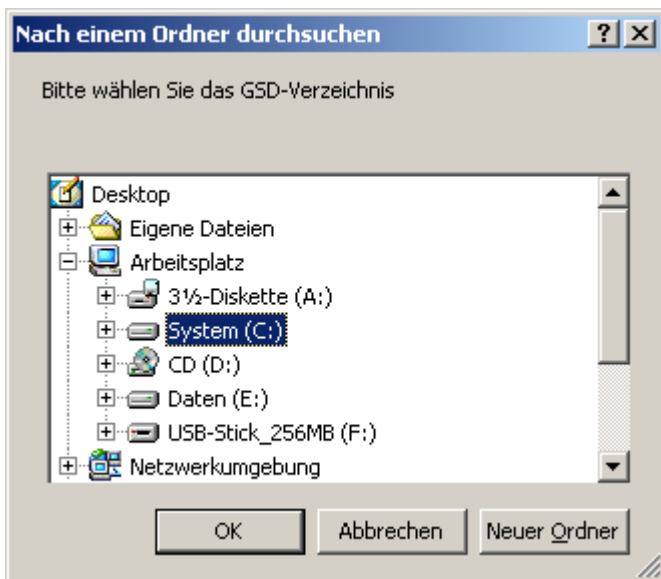 Nach einem Ordner durchsuchen
Bitte wählen Sie das GSD-Verzeichnis
Desktop
Eigene Dateien
Arbeitsplatz
3½-Diskette (A:)
System (C:)
CD (D:)
Daten (E:)
USB-Stick_256MB (F:)
Netzwerkumgebung
OK Abbrechen Neuer Ordner